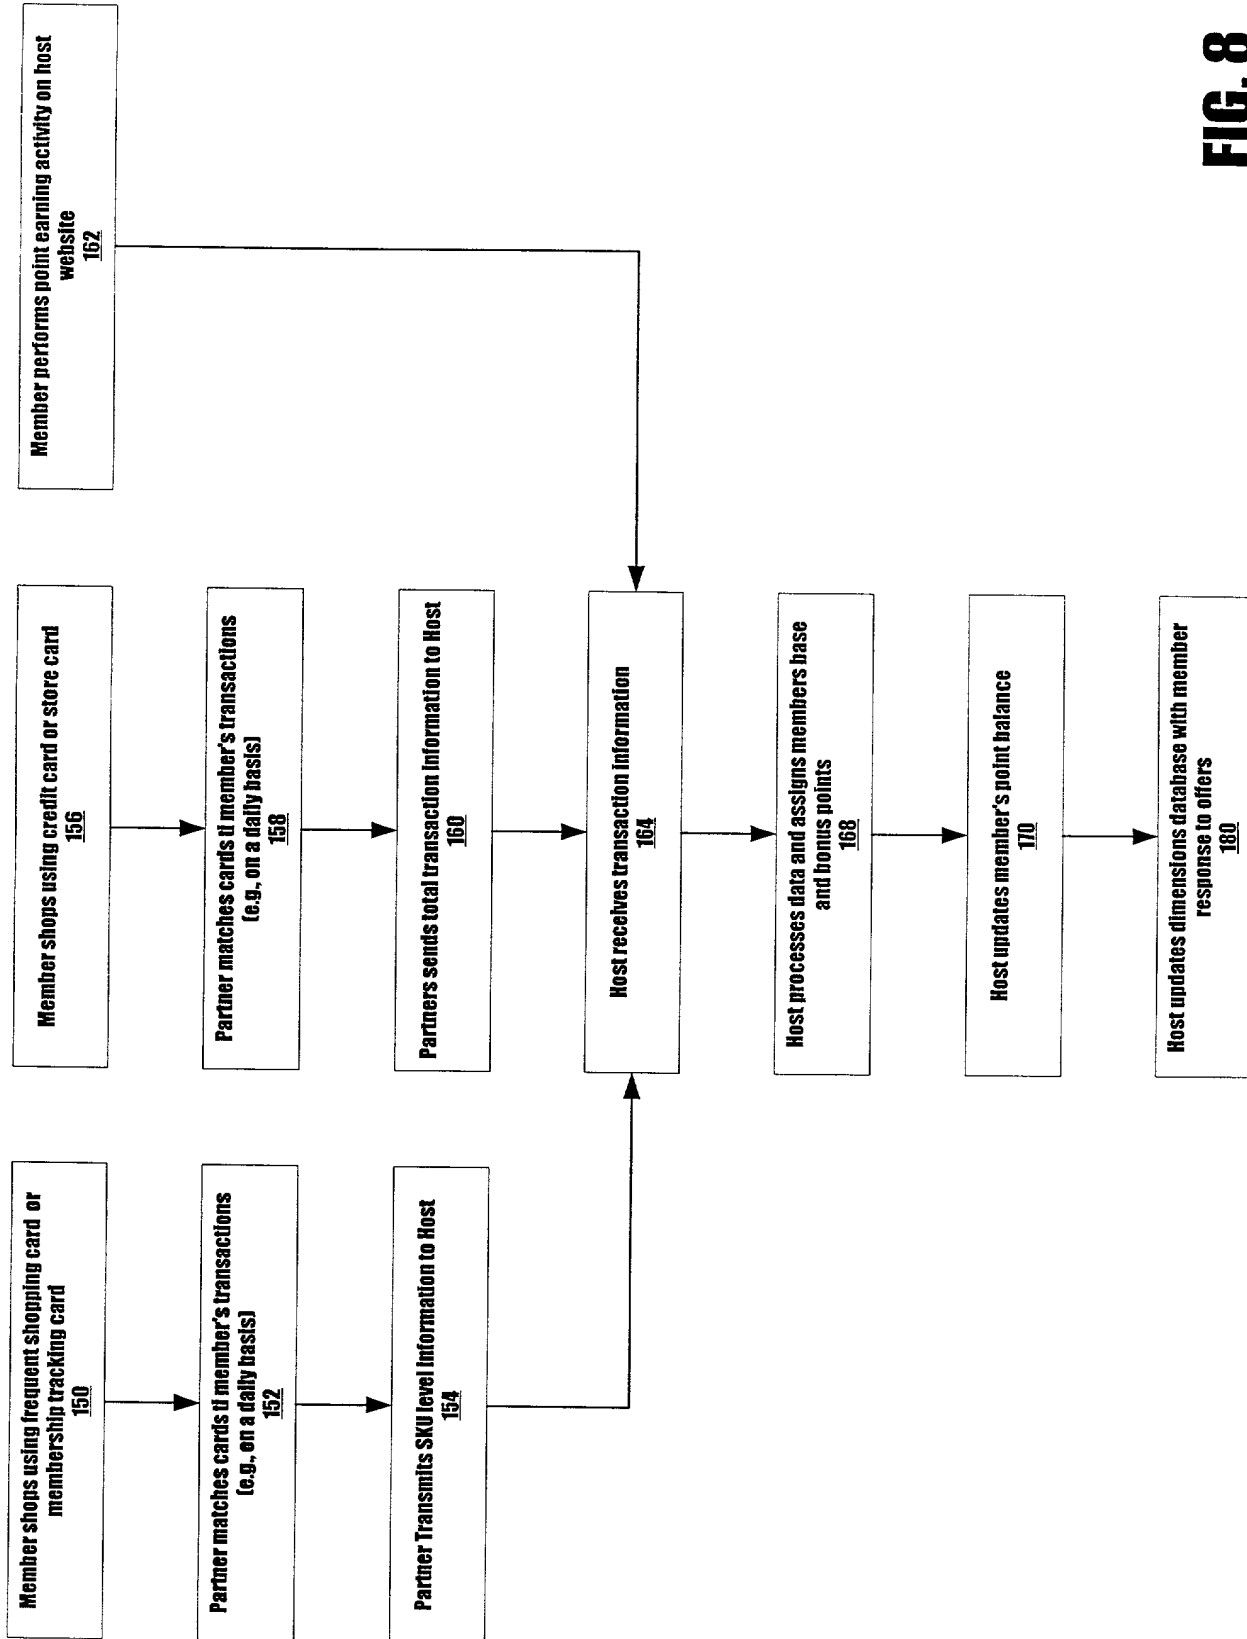 Member shops using frequent shopping card or
membership tracking card
150
Partner matches cards ti member's transactions
(e.g., on a daily basis)
152
Partner Transmits SKU level Information to Host
154
Member shops using credit card or store card
156
Partner matches cards ti member's transactions
(e.g., on a daily basis)
158
Partners sends total transaction Information to Host
160
Member performs point earning activity on host
website
162
Host receives transaction information
164
Host processes data and assigns members base
and bonus points
168
Host updates member's point balance
170
Host updates dimensions database with member
response to offers
180
FIG. 8